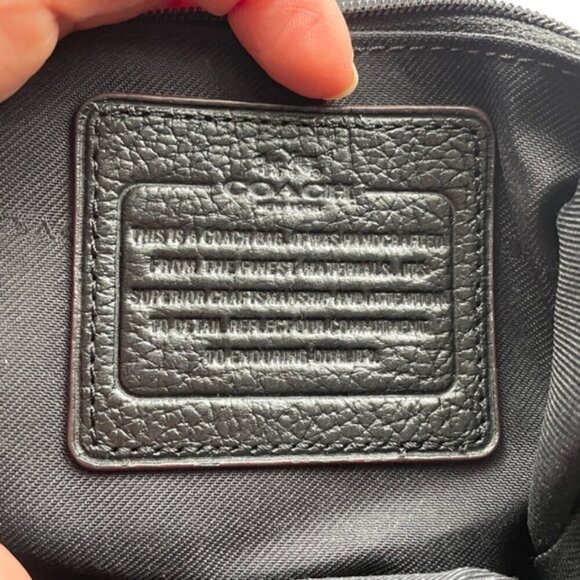 COACH
THIS IS A COACH BAG. IT WAS HANDCRAFTED
FROM THE FINEST MATERIALS. ITS
SUPERIOR CRAFTSMANSHIP AND ATTENTION
TO DETAIL REFLECT OUR COMMITMENT
TO ENDURING QUALITY.